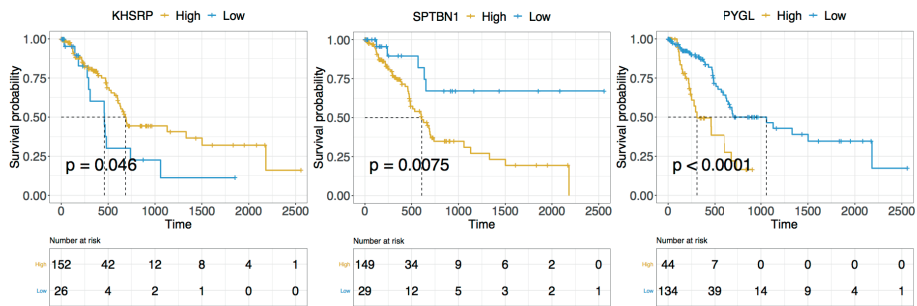 KHSRP High Low
1.00
0.75
0.50
0.25
0.00
Survival probability
p = 0.046
0 500 1000 1500 2000 2500
Time
Number at risk
High 152 42 12 8 4 1
Low 26 4 2 1 0 0
SPTBN1 High Low
1.00
0.75
0.50
0.25
0.00
Survival probability
p = 0.0075
0 500 1000 1500 2000 2500
Time
Number at risk
High 149 34 9 6 2 0
Low 29 12 5 3 2 1
PYGL High Low
1.00
0.75
0.50
0.25
0.00
Survival probability
p < 0.0001
0 500 1000 1500 2000 2500
Time
Number at risk
High 44 7 0 0 0 0
Low 134 39 14 9 4 1